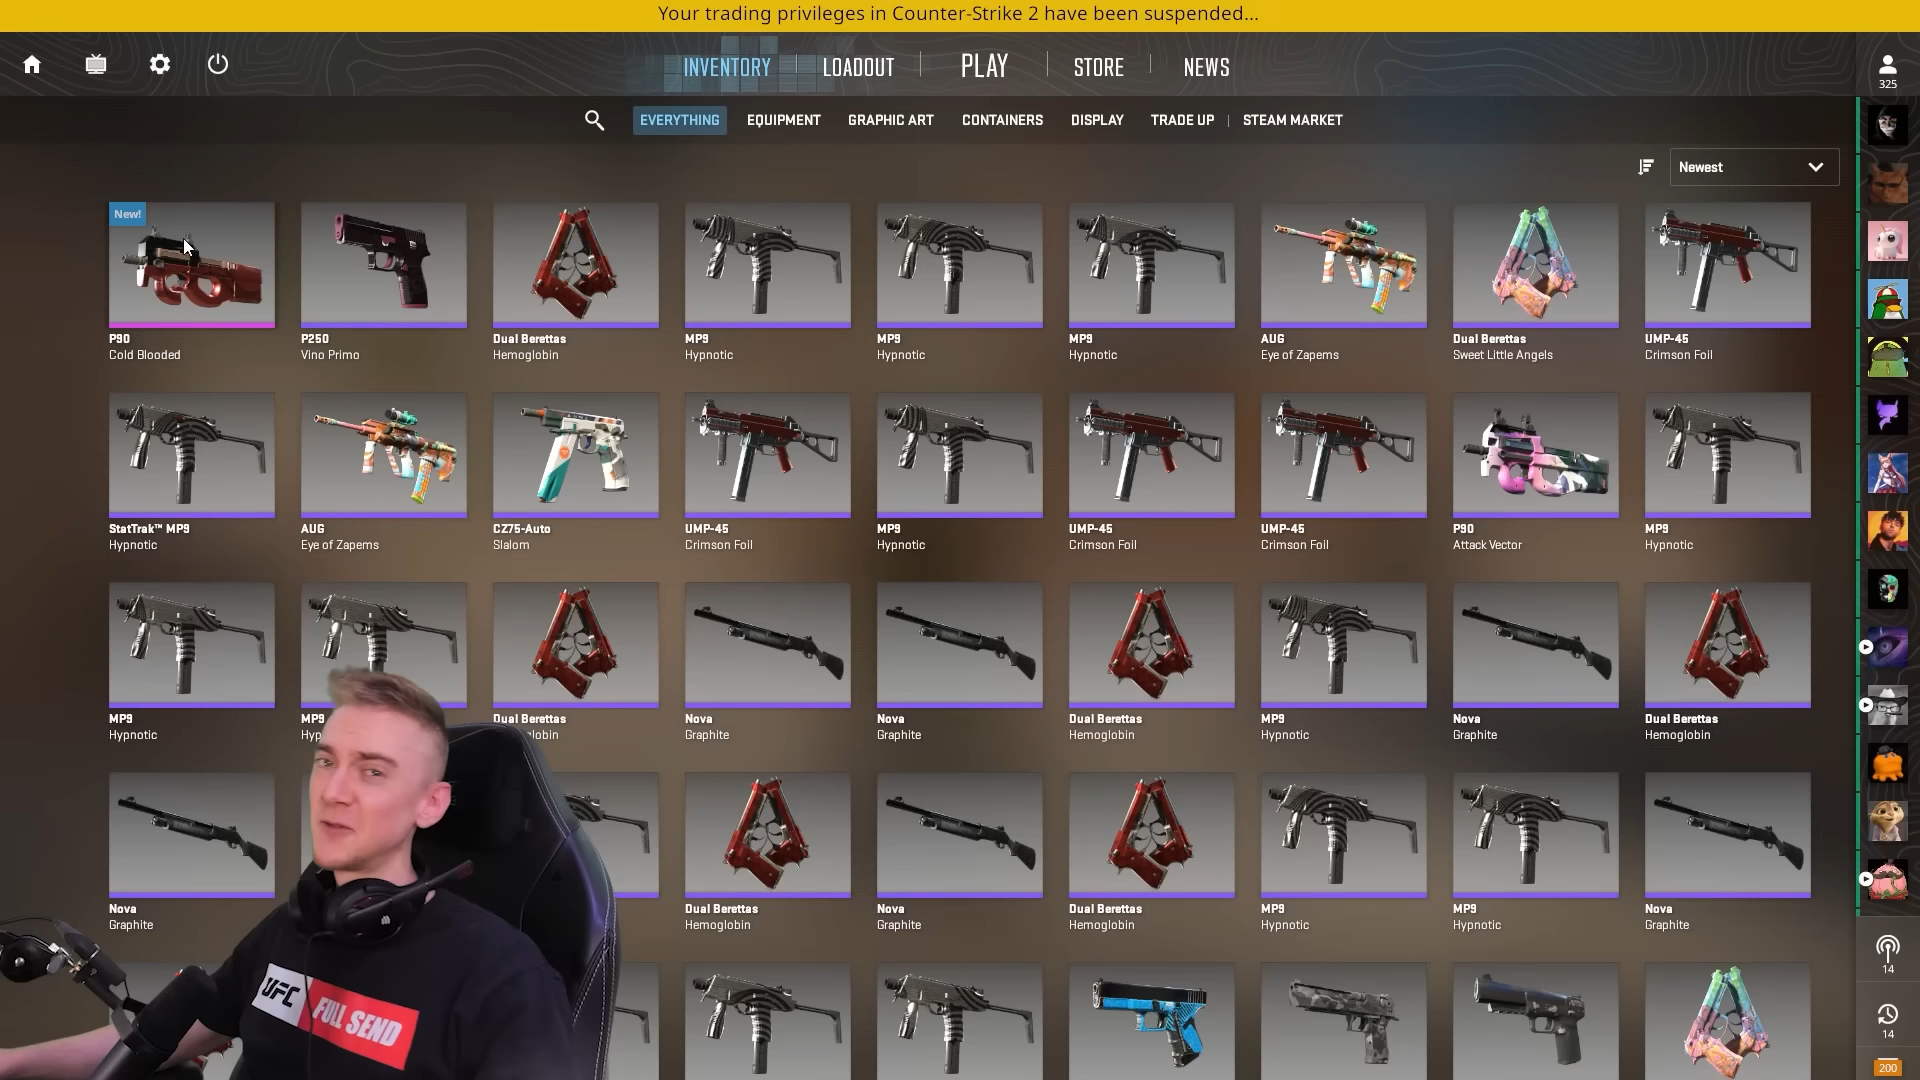 Your trading privileges in Counter-Strike 2 have been suspended...
INVENTORY LOADOUT PLAY STORE NEWS
325
EVERYTHING EQUIPMENT GRAPHIC ART CONTAINERS DISPLAY TRADE UP STEAM MARKET
Newest
New!
P90 P250 Dual Berettas MP9 MP9 MP9 AUG Dual Berettas UMP-45
Cold Blooded Vino Primo Hemoglobin Hypnotic Hypnotic Hypnotic Eye of Zapems Sweet Little Angels Crimson Foil
StatTrak™ MP9 AUG CZ75-Auto UMP-45 MP9 UMP-45 UMP-45 P90 MP9
Hypnotic Eye of Zapems Slalom Crimson Foil Hypnotic Crimson Foil Crimson Foil Attack Vector Hypnotic
MP9 MP9 Dual Berettas Nova Nova Dual Berettas MP9 Nova Dual Berettas
Hypnotic Hyp globin Graphite Graphite Hemoglobin Hypnotic Graphite Hemoglobin
Nova Dual Berettas Nova Dual Berettas MP9 MP9 Nova
Graphite Hemoglobin Graphite Hemoglobin Hypnotic Hypnotic Graphite
UFC FULL SEND
14
14
200